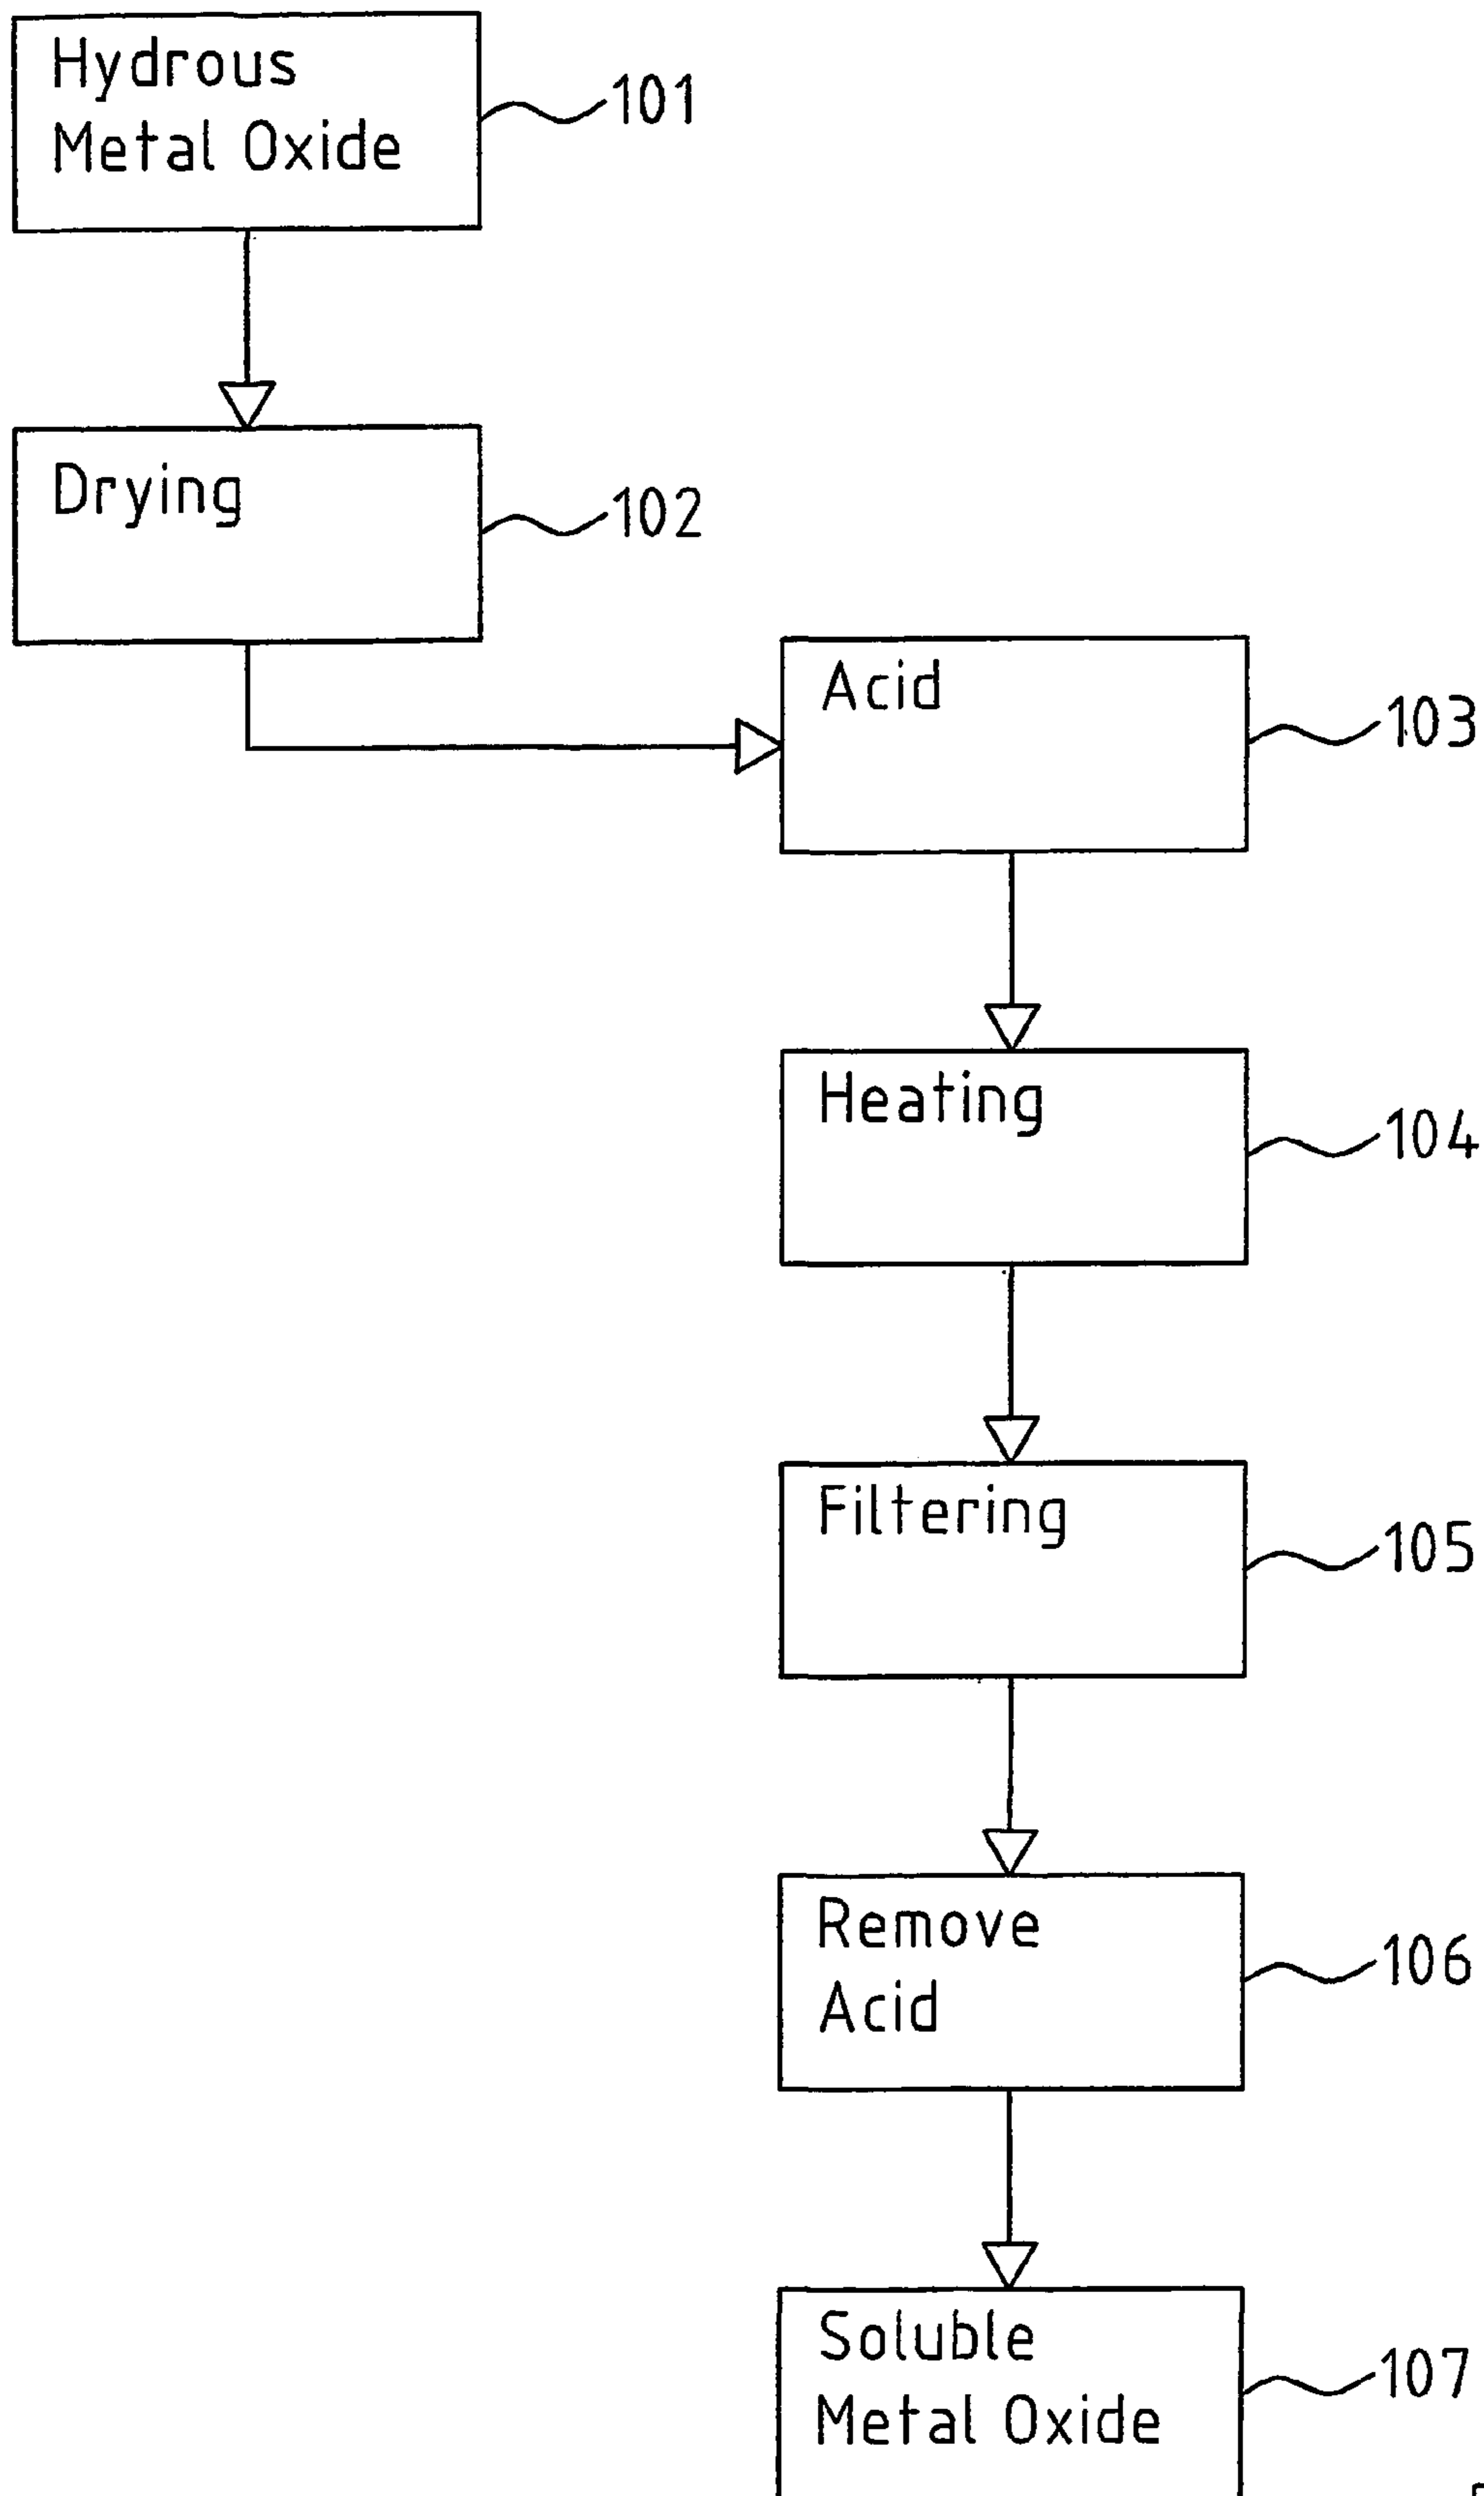 Hydrous
Metal Oxide
101
Drying
102
Acid
103
Heating
104
Filtering
105
Remove
Acid
106
Soluble
Metal Oxide
107